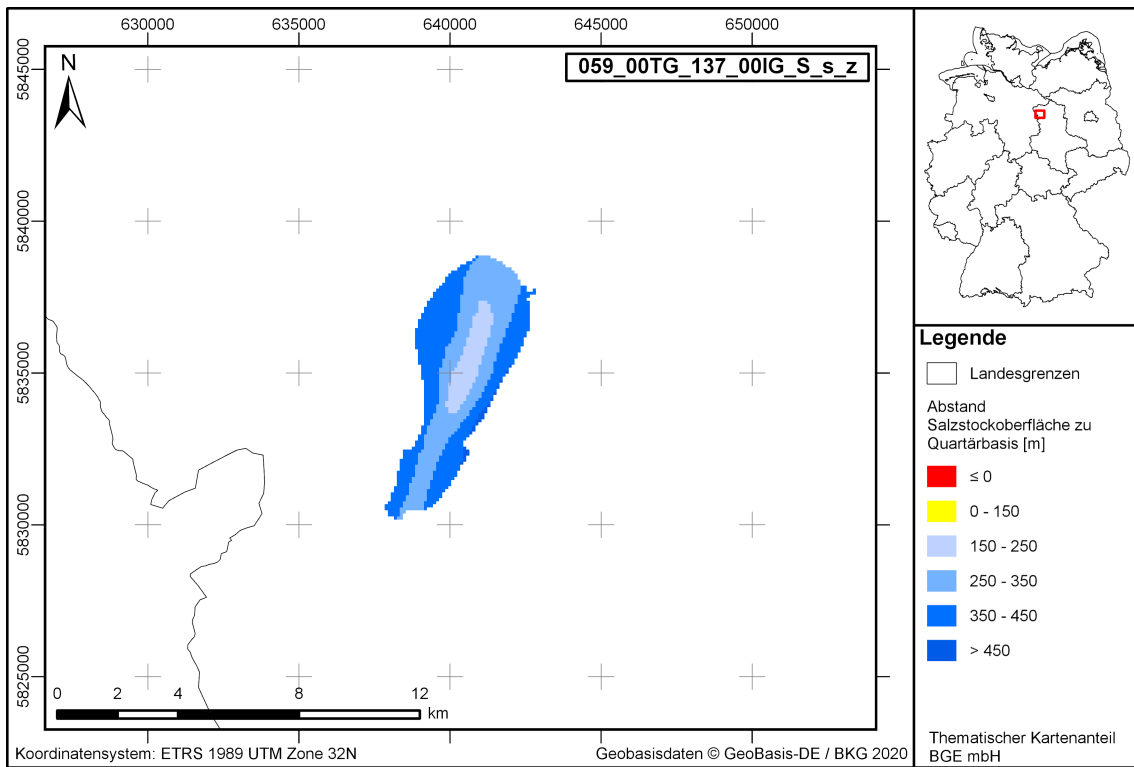 630000
635000
640000
645000
650000
059_00TG_137_00IG_S_s_z
N
5845000
5840000
5835000
5830000
5825000
0
2
4
8
12
km
Koordinatensystem: ETRS 1989 UTM Zone 32N
Geobasisdaten © GeoBasis-DE / BKG 2020
Legende
Landesgrenzen
Abstand
Salzstockoberfläche zu
Quartärbasis [m]
≤ 0
0 - 150
150 - 250
250 - 350
350 - 450
> 450
Thematischer Kartenanteil
BGE mbH